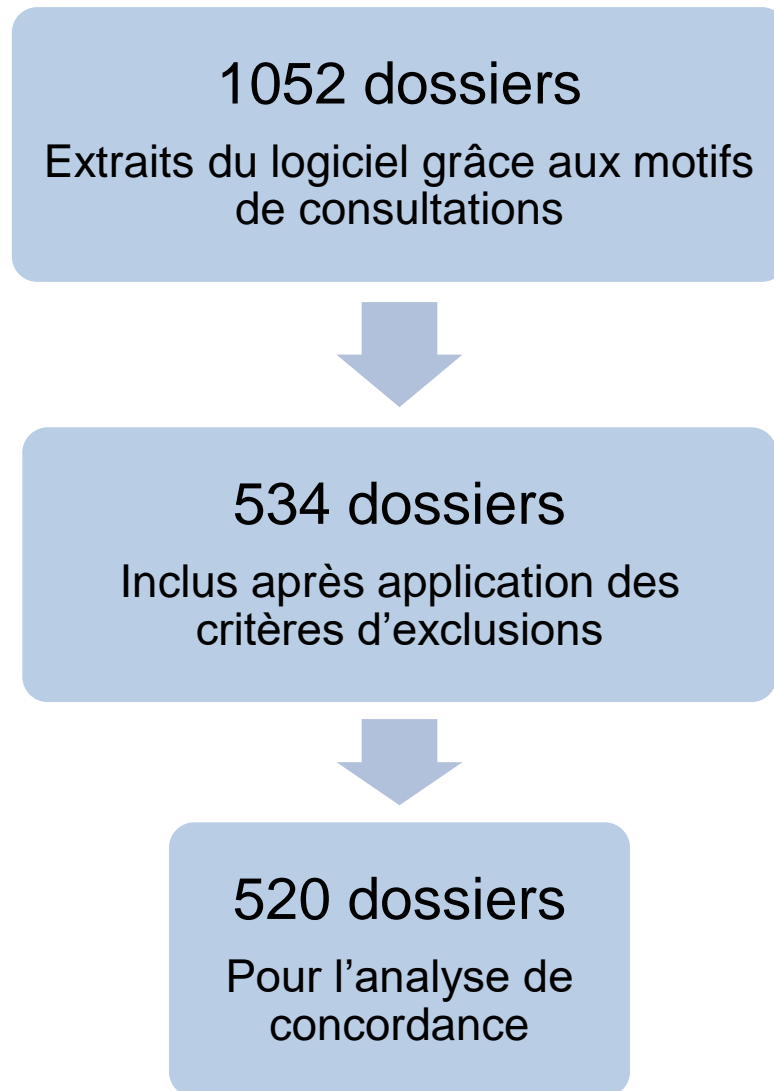 1052 dossiers
Extraits du logiciel grâce aux motifs
de consultations
534 dossiers
Inclus après application des
critères d’exclusions
520 dossiers
Pour l’analyse de
concordance